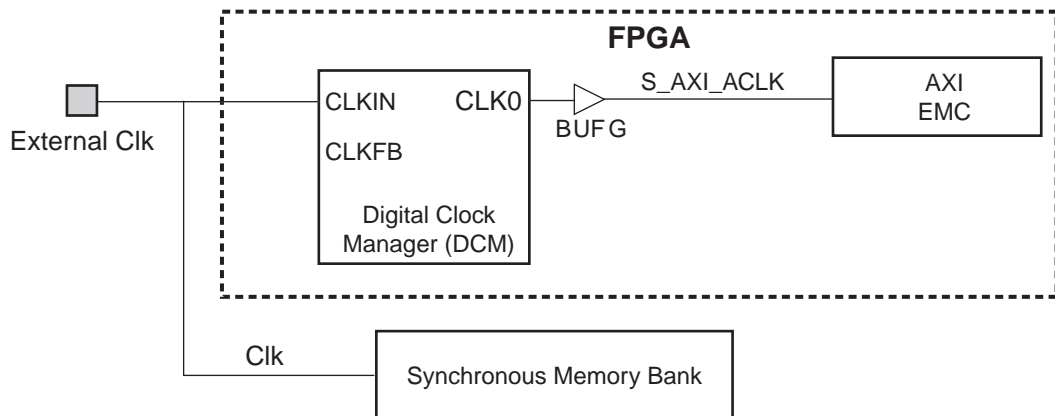 FPGA
S_AXI_ACLK
AXI
EMC
CLKIN
CLK0
BUFG
External Clk
CLKFB
Digital Clock
Manager (DCM)
Clk
Synchronous Memory Bank